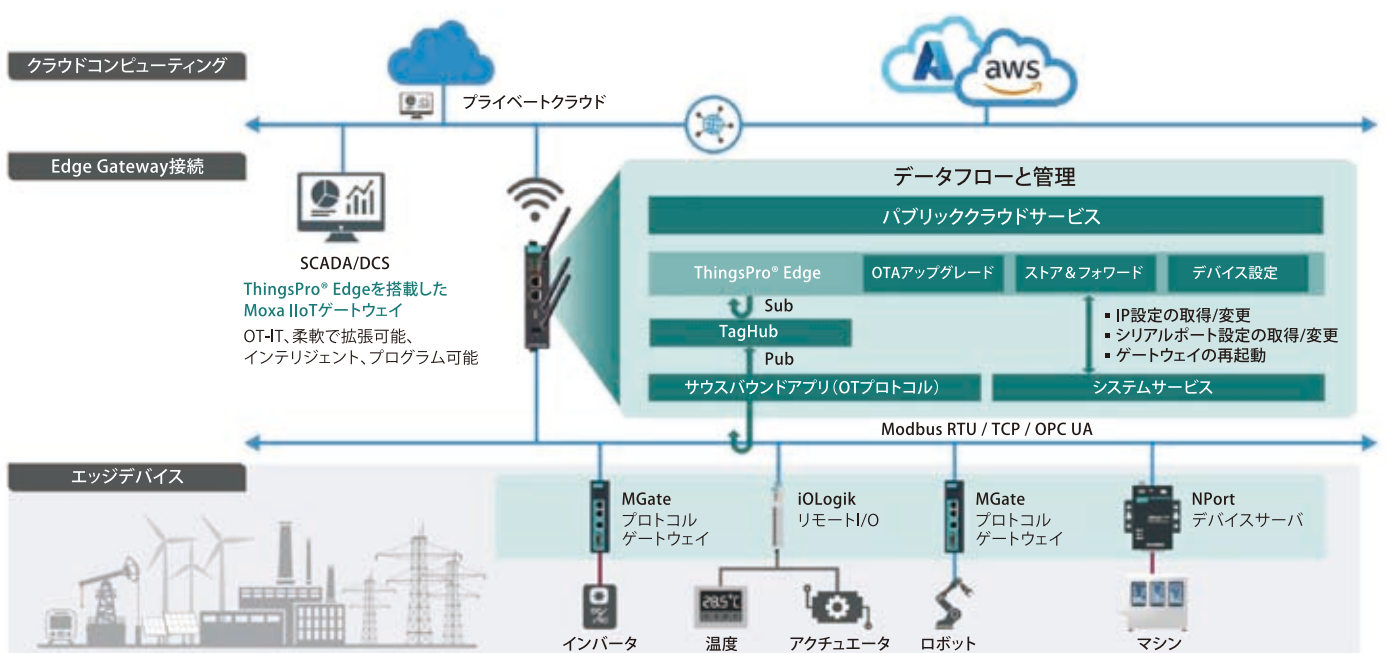 クラウドコンピューティング
プライベートクラウド
aws
Edge Gateway接続
SCADA/DCS
ThingsPro® Edgeを搭載した
Moxa IIoTゲートウェイ
OT-IT、柔軟で拡張可能、
インテリジェント、プログラム可能
データフローと管理
パブリッククラウドサービス
ThingsPro® Edge
OTAアップグレード
ストア＆フォワード
デバイス設定
Sub
TagHub
Pub
▪ IP設定の取得/変更
▪ シリアルポート設定の取得/変更
▪ ゲートウェイの再起動
サウスバウンドアプリ（OTプロトコル）
システムサービス
Modbus RTU / TCP / OPC UA
エッジデバイス
MGate
プロトコル
ゲートウェイ
iOLogik
リモートI/O
MGate
プロトコル
ゲートウェイ
NPort
デバイスサーバ
28.5°C
インバータ
温度
アクチュエータ
ロボット
マシン